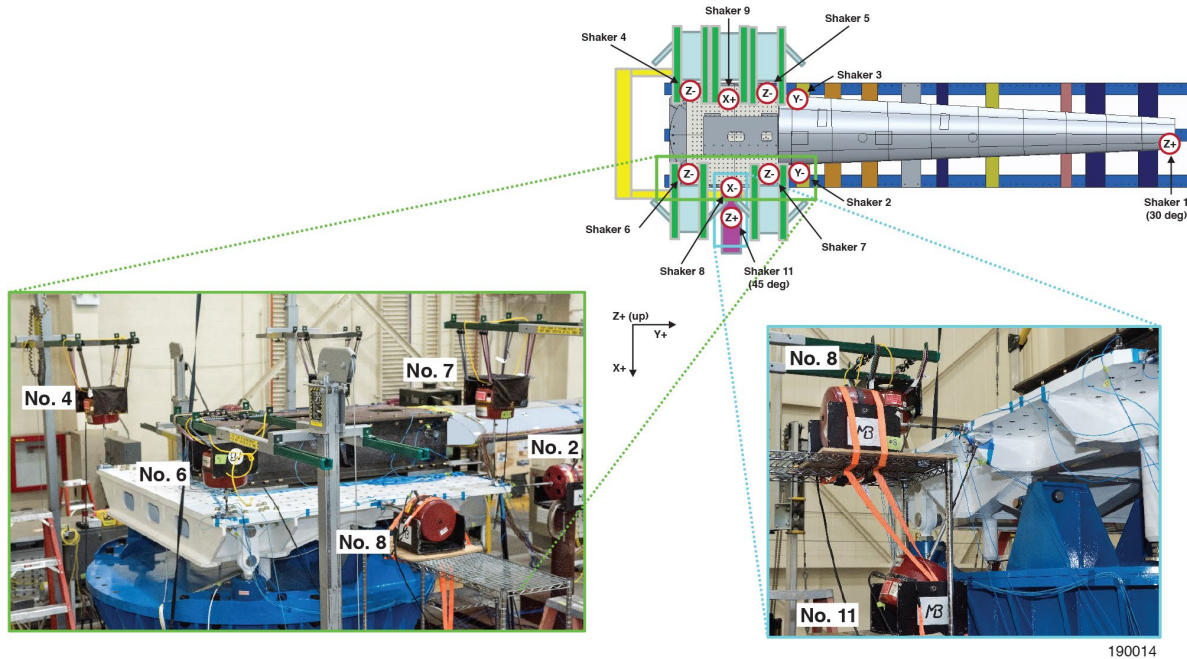 Shaker 9
Shaker 5
Shaker 4
Shaker 3
Z-
X+
Z-
Y-
Z+
Z-
X-
Z-
Y-
Z+
Shaker 1
(30 deg)
Shaker 2
Shaker 6
Shaker 7
Shaker 8
Shaker 11
(45 deg)
Z+ (up)
Y+
X+
No. 4
No. 7
No. 6
No. 2
No. 8
No. 8
MB
No. 11
MB
190014